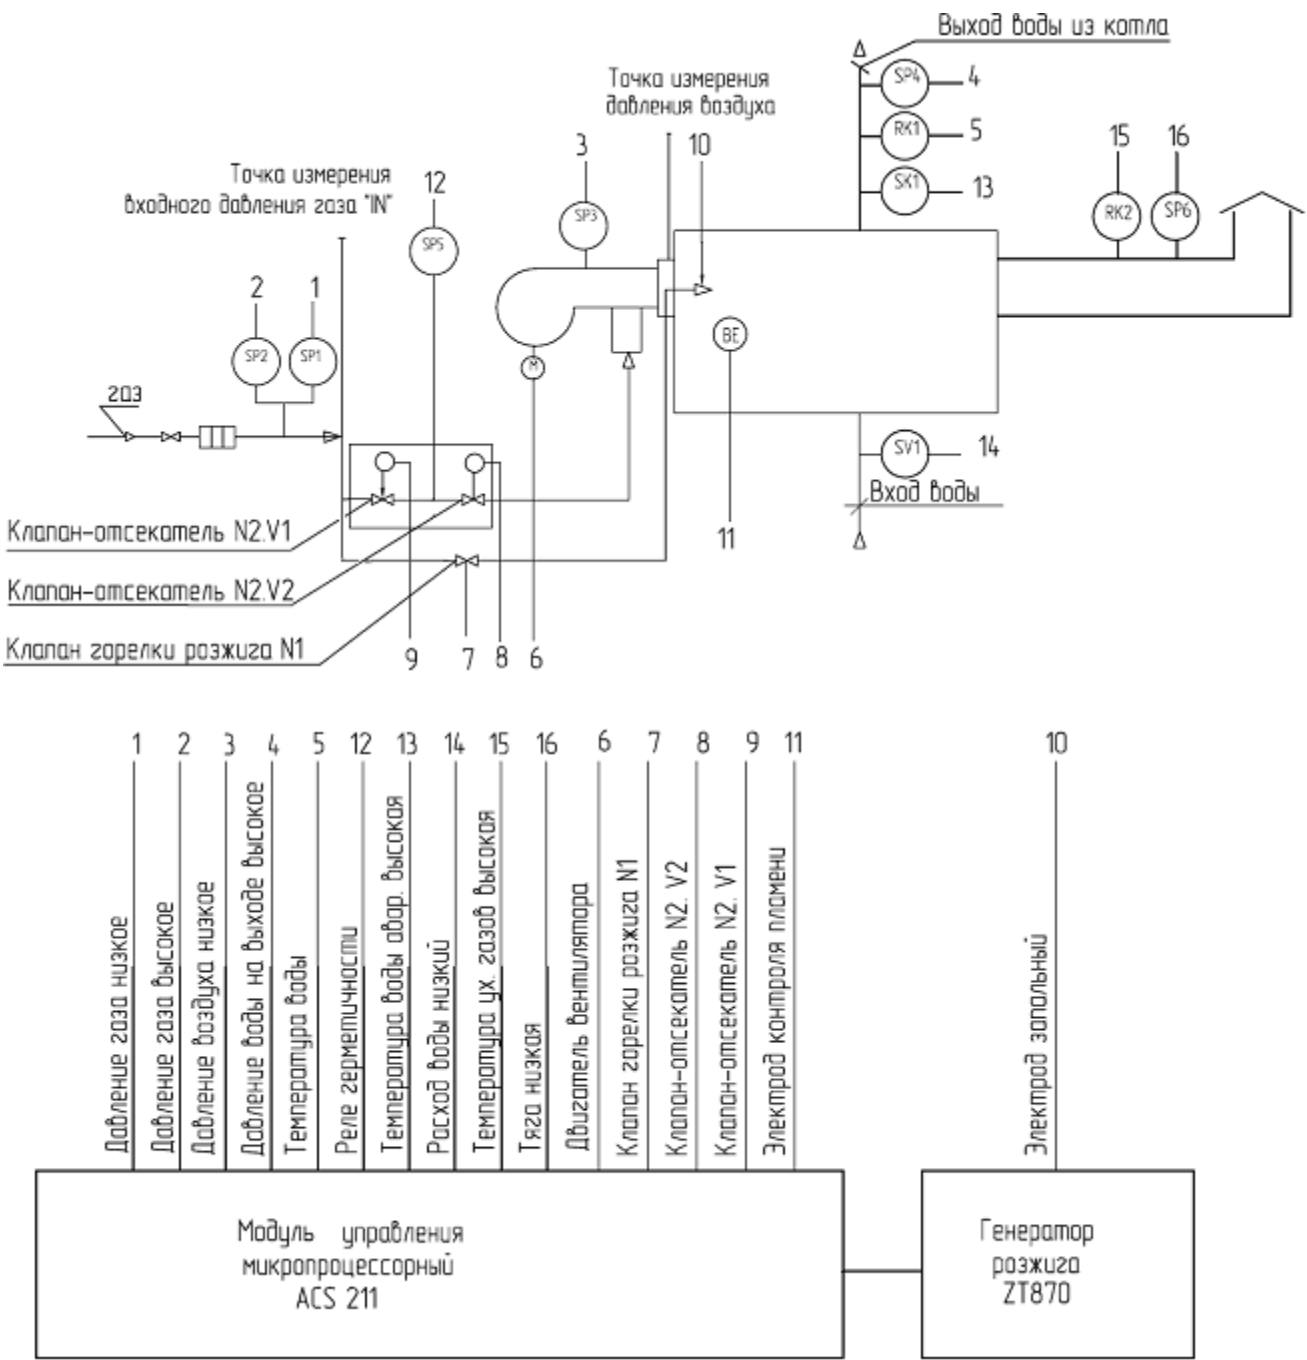 Выход воды из котла
Точка измерения
давления воздуха
SP4
4
3
10
RK1
5
15
16
Точка измерения
входного давления газа "IN"
12
SK1
13
RK2
SP6
SP3
SP5
2
1
BE
SP2
SP1
M
газ
SV1
14
Вход воды
Клапан-отсекатель N2.V1
11
Клапан-отсекатель N2.V2
Клапан горелки розжига N1
9
7
8
6
1
2
3
4
5
12
13
14
15
16
6
7
8
9
11
10
Давление газа низкое
Давление газа высокое
Давление воздуха низкое
Давление воды на выходе высокое
Температура воды
Реле герметичности
Температура воды авар. высокая
Расход воды низкий
Температура ух. газов высокая
Тяга низкая
Двигатель вентилятора
Клапан горелки розжига N1
Клапан-отсекатель N2. V2
Клапан-отсекатель N2. V1
Электрод контроля пламени
Электрод запальный
Модуль управления
микропроцессорный
ACS 211
Генератор
розжига
ZT870